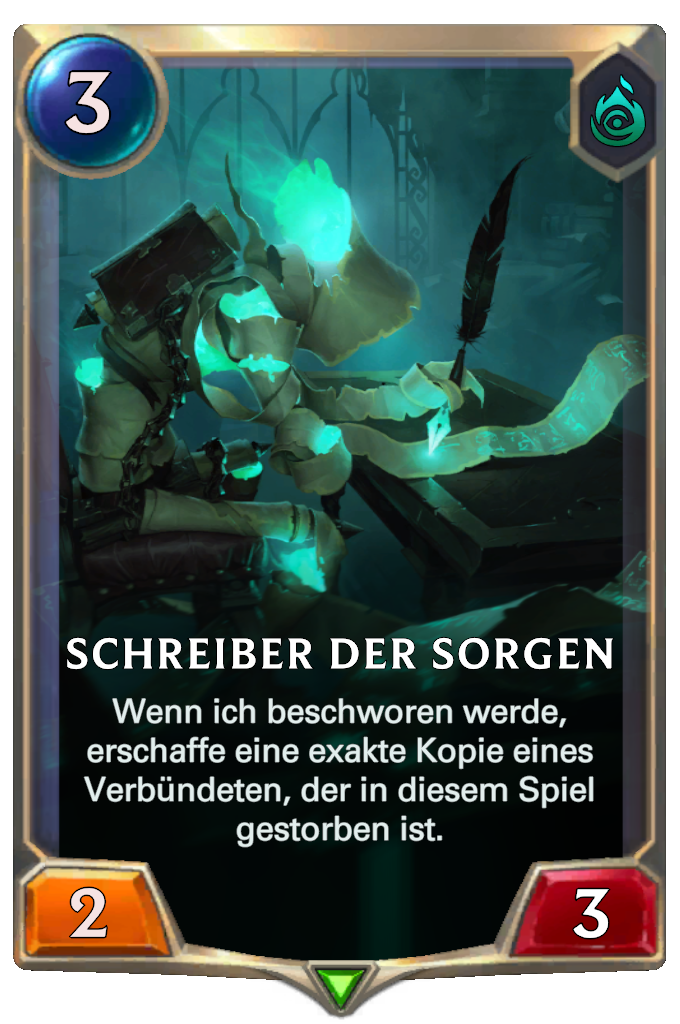 3
SCHREIBER DER SORGEN
Wenn ich beschworen werde,
erschaffe eine exakte Kopie eines
Verbündeten, der in diesem Spiel
gestorben ist.
2
3